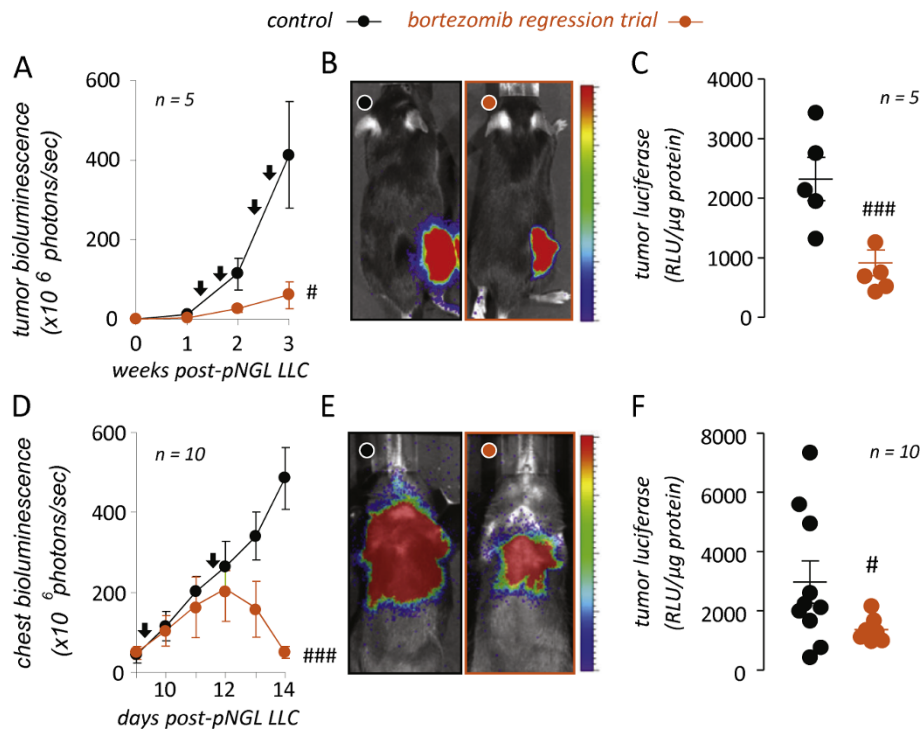 control bortezomib regression trial
A
tumor bioluminescence
(x10 6 photons/sec)
600
400
200
0
n = 5
#
0 1 2 3
weeks post-pNGL LLC
B
C
tumor luciferase
(RLU/µg protein)
4000
3000
2000
1000
0
n = 5
###
D
chest bioluminescence
(x10 6photons/sec)
600
400
200
0
n = 10
###
10 12 14
days post-pNGL LLC
E
F
tumor luciferase
(RLU/µg protein)
8000
6000
4000
2000
0
n = 10
#